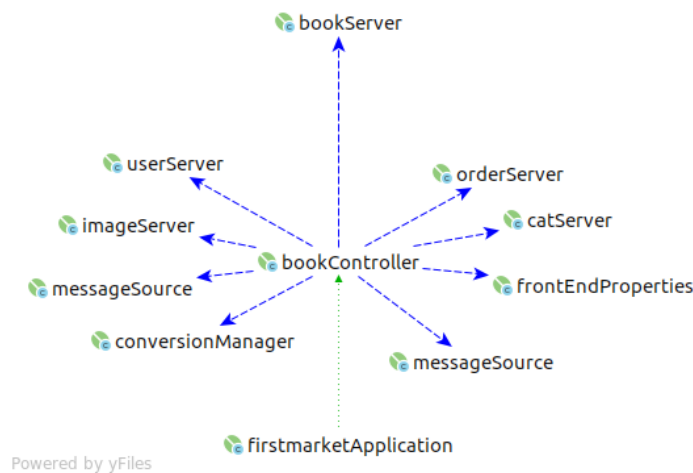 bookServer
userServer
orderServer
imageServer
catServer
bookController
messageSource
frontEndProperties
conversionManager
messageSource
firstmarketApplication
Powered by yFiles